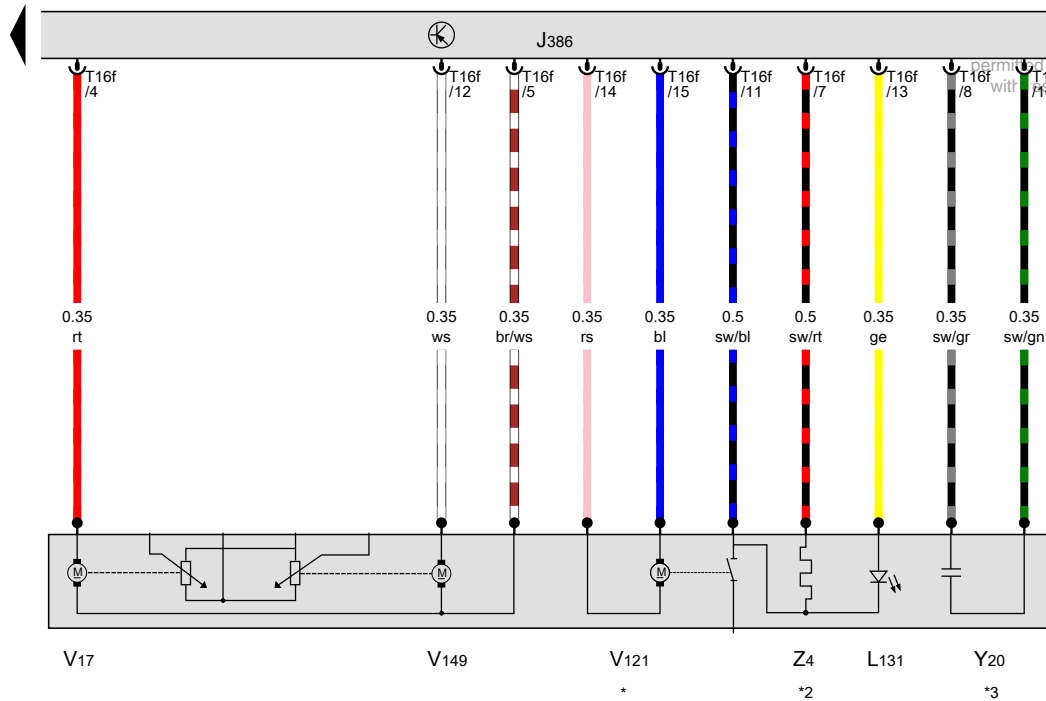 J386
T16f T16f T16f T16f T16f T16f T16f T16f T16f
permitted
/4 /12 /5 /14 /15 /11 /7 /13 /8
0.35 0.35 0.35 0.35 0.35 0.5 0.5 0.35 0.35 0.35
rt ws br/ws rs bl sw/bl sw/rt ge sw/gr sw/gn
M M M
V17 V149 V121 Z4 L131 Y20
* *2 *3